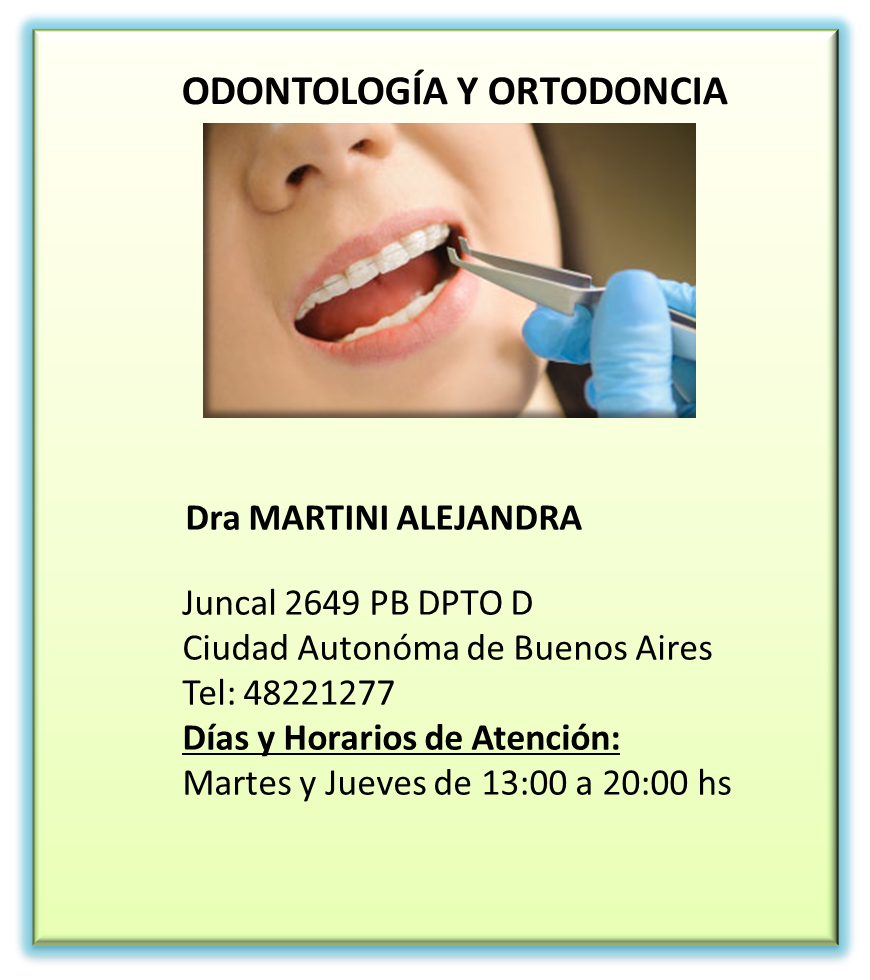 ODONTOLOGÍA Y ORTODONCIA
Dra MARTINI ALEJANDRA
Juncal 2649 PB DPTO D
Ciudad Autonóma de Buenos Aires
Tel: 48221277
Días y Horarios de Atención:
Martes y Jueves de 13:00 a 20:00 hs